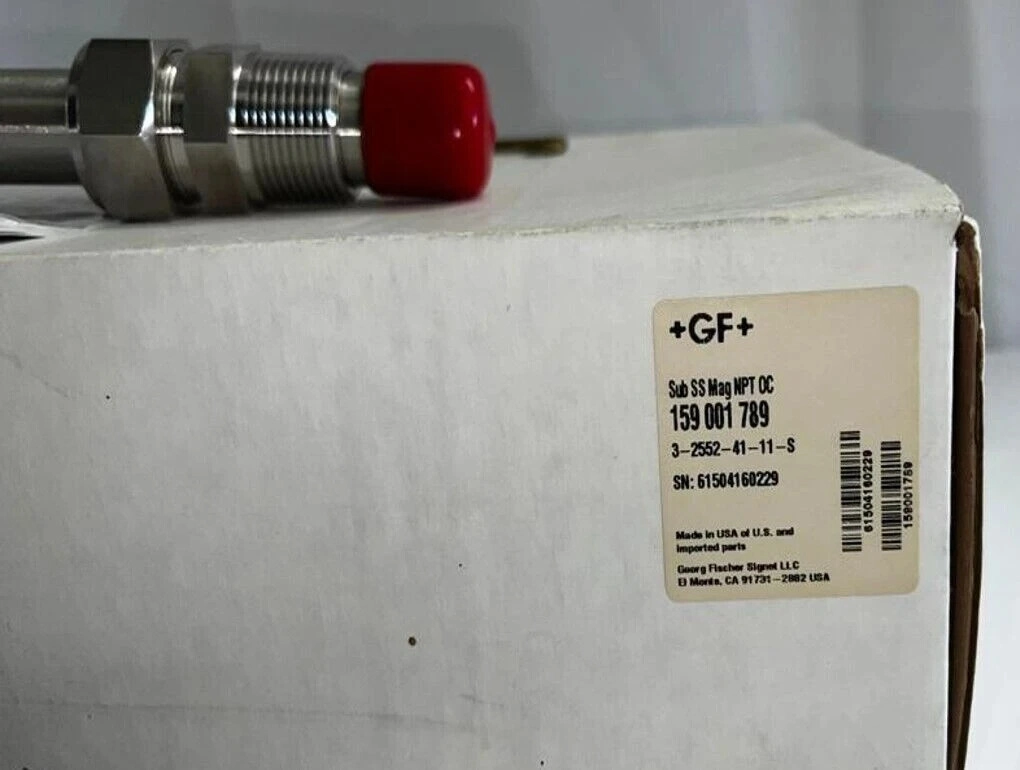 +GF+
Sub SS Mag NPT OC
159 001 789
3-2552-41-11-S
SN: 61504160229
Made in USA of U.S. and
imported parts
Georg Fischer Signet LLC
El Monte, CA 91731-2882 USA
61504160229
159001789